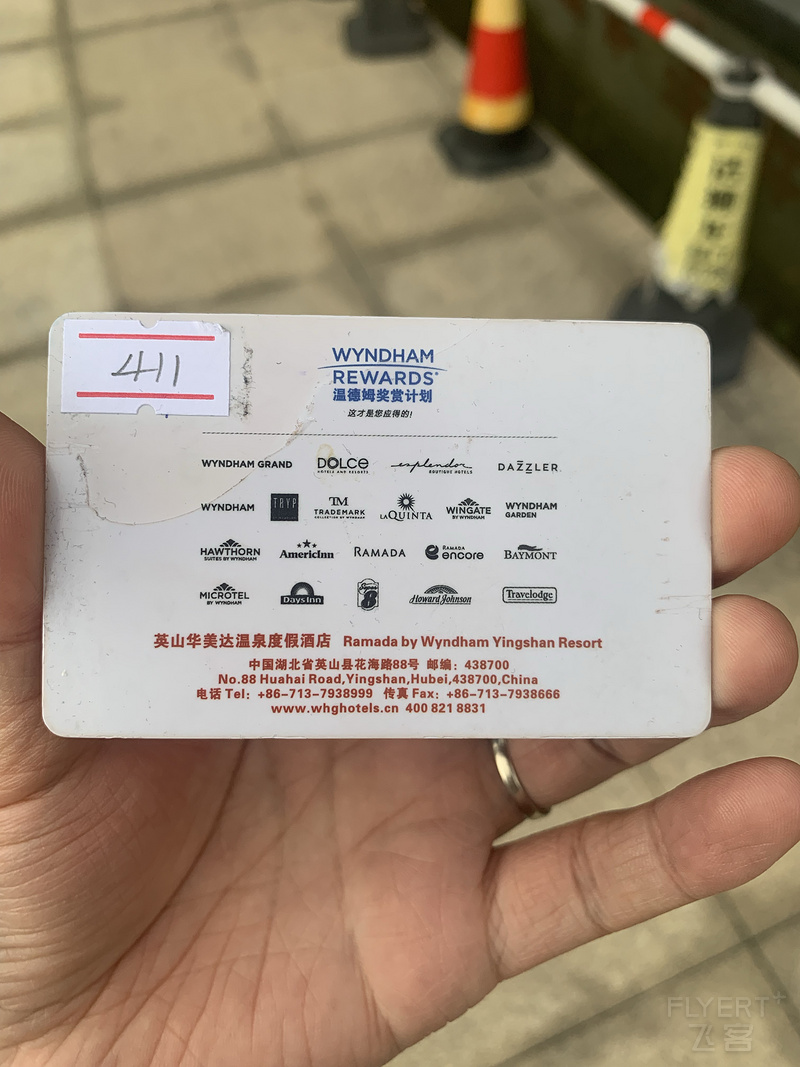 411
WYNDHAM
REWARDS®
温德姆奖赏计划
这才是您应得的!
WYNDHAM GRAND DOLCE HOTELS AND RESORTS esplendor BOUTIQUE HOTELS DAZZLER
WYNDHAM TRYP TM TRADEMARK COLLECTION BY WYNDHAM LAQUINTA WINGATE BY WYNDHAM WYNDHAM GARDEN
HAWTHORN SUITES BY WYNDHAM AmericInn RAMADA RAMADA encore BAYMONT
MICROTEL BY WYNDHAM Days Inn Super 8 Howard Johnson Travelodge
英山华美达温泉度假酒店 Ramada by Wyndham Yingshan Resort
中国湖北省英山县花海路88号 邮编：438700
No.88 Huahai Road,Yingshan,Hubei,438700,China
电话 Tel：+86-713-7938999 传真 Fax：+86-713-7938666
www.whghotels.cn 400 821 8831
FLYERT+
飞客